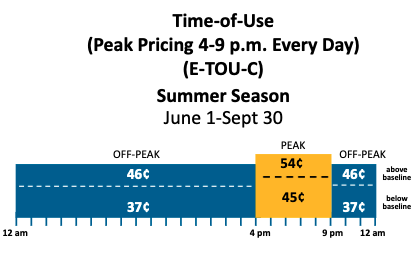 Time-of-Use
(Peak Pricing 4-9 p.m. Every Day)
(E-TOU-C)
Summer Season
June 1-Sept 30
OFF-PEAK
PEAK
OFF-PEAK
46¢
54¢
46¢
above
baseline
37¢
45¢
37¢
below
baseline
12 am
4 pm
9 pm
12 am